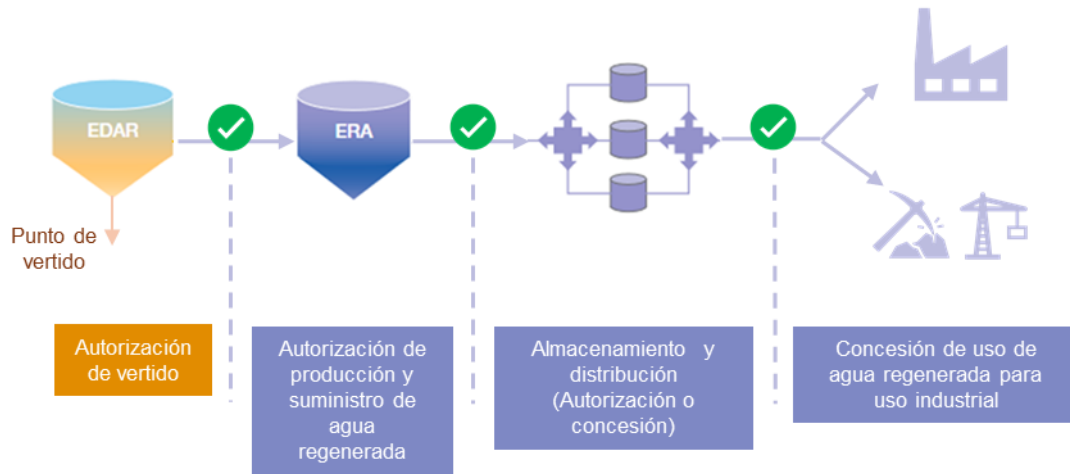 EDAR
ERA
Punto de
vertido
Autorización
de vertido
Autorización de
producción y
suministro de
agua
regenerada
Almacenamiento y
distribución
(Autorización o
concesión)
Concesión de uso de
agua regenerada para
uso industrial